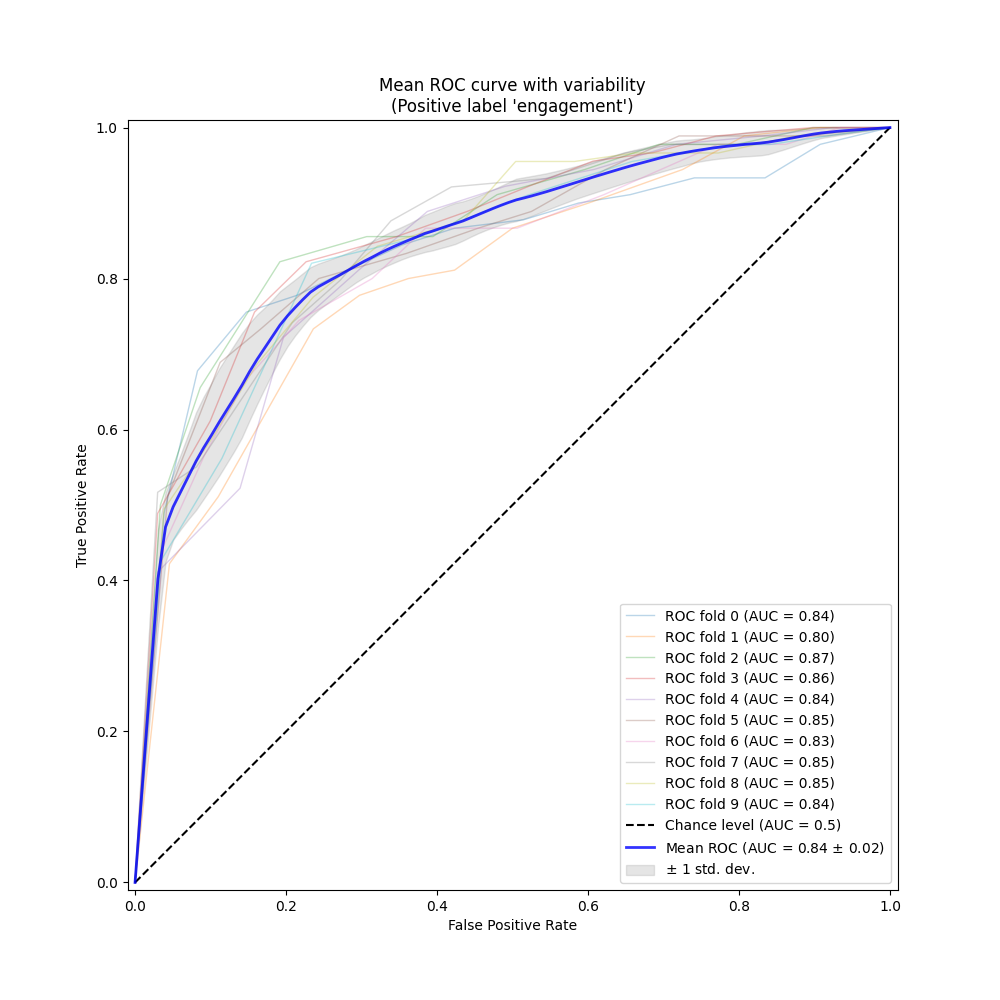 Mean ROC curve with variability
(Positive label 'engagement')
True Positive Rate
1.0
0.8
0.6
0.4
0.2
0.0
0.0 0.2 0.4 0.6 0.8 1.0
False Positive Rate
ROC fold 0 (AUC = 0.84)
ROC fold 1 (AUC = 0.80)
ROC fold 2 (AUC = 0.87)
ROC fold 3 (AUC = 0.86)
ROC fold 4 (AUC = 0.84)
ROC fold 5 (AUC = 0.85)
ROC fold 6 (AUC = 0.83)
ROC fold 7 (AUC = 0.85)
ROC fold 8 (AUC = 0.85)
ROC fold 9 (AUC = 0.84)
Chance level (AUC = 0.5)
Mean ROC (AUC = 0.84 ± 0.02)
± 1 std. dev.